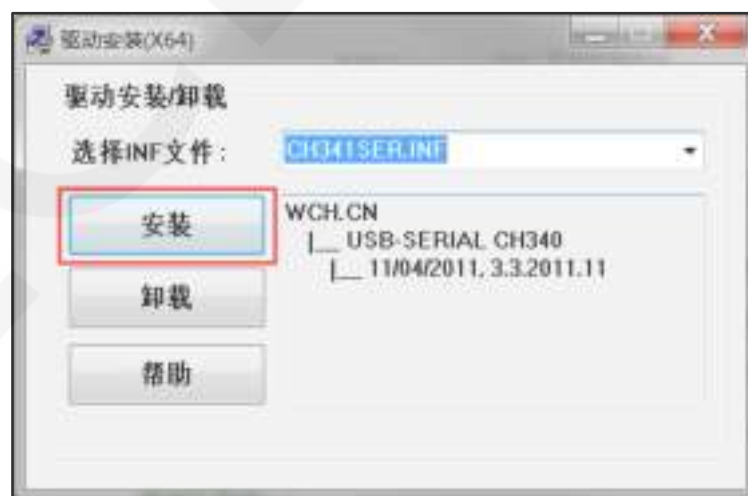 驱动安装(X64)
驱动安装/卸载
选择INF文件：
CH341SER.INF
安装
WCH.CN
|__ USB-SERIAL CH340
|__ 11/04/2011, 3.3.2011.11
卸载
帮助